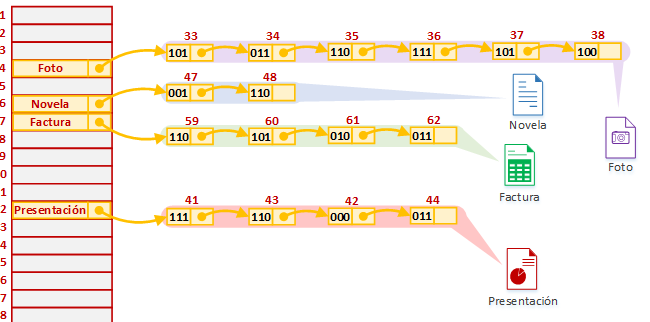 1
2
3
4 Foto
5
6 Novela
7 Factura
8
9
0
1
2 Presentación
3
4
5
6
7
8
33 34 35 36 37 38
101 011 110 111 101 100
47 48
001 110
59 60 61 62
110 101 010 011
41 43 42 44
111 110 000 011
Novela
Foto
Factura
Presentación